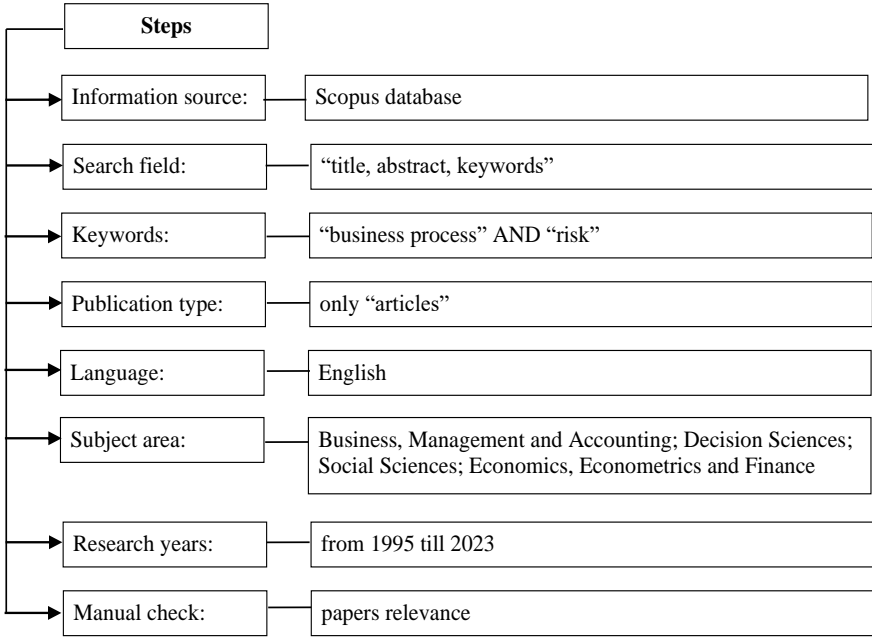 Steps
Information source:
Scopus database
Search field:
“title, abstract, keywords”
Keywords:
“business process” AND “risk”
Publication type:
only “articles”
Language:
English
Subject area:
Business, Management and Accounting; Decision Sciences;
Social Sciences; Economics, Econometrics and Finance
Research years:
from 1995 till 2023
Manual check:
papers relevance